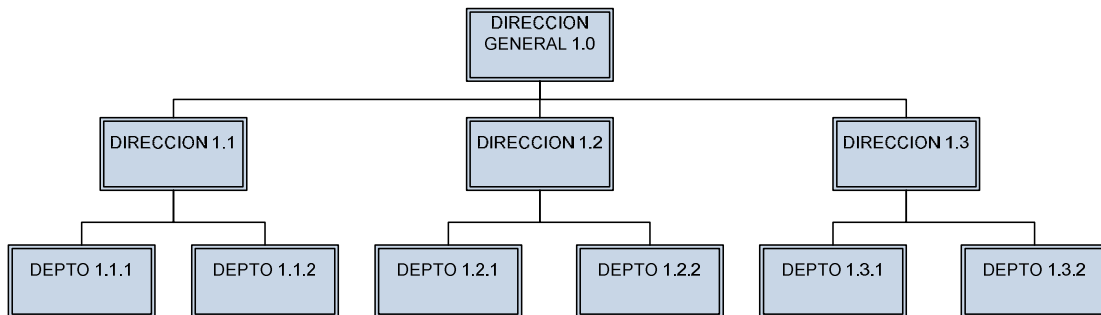 DIRECCION
GENERAL 1.0
DIRECCION 1.1
DIRECCION 1.2
DIRECCION 1.3
DEPTO 1.1.1
DEPTO 1.1.2
DEPTO 1.2.1
DEPTO 1.2.2
DEPTO 1.3.1
DEPTO 1.3.2